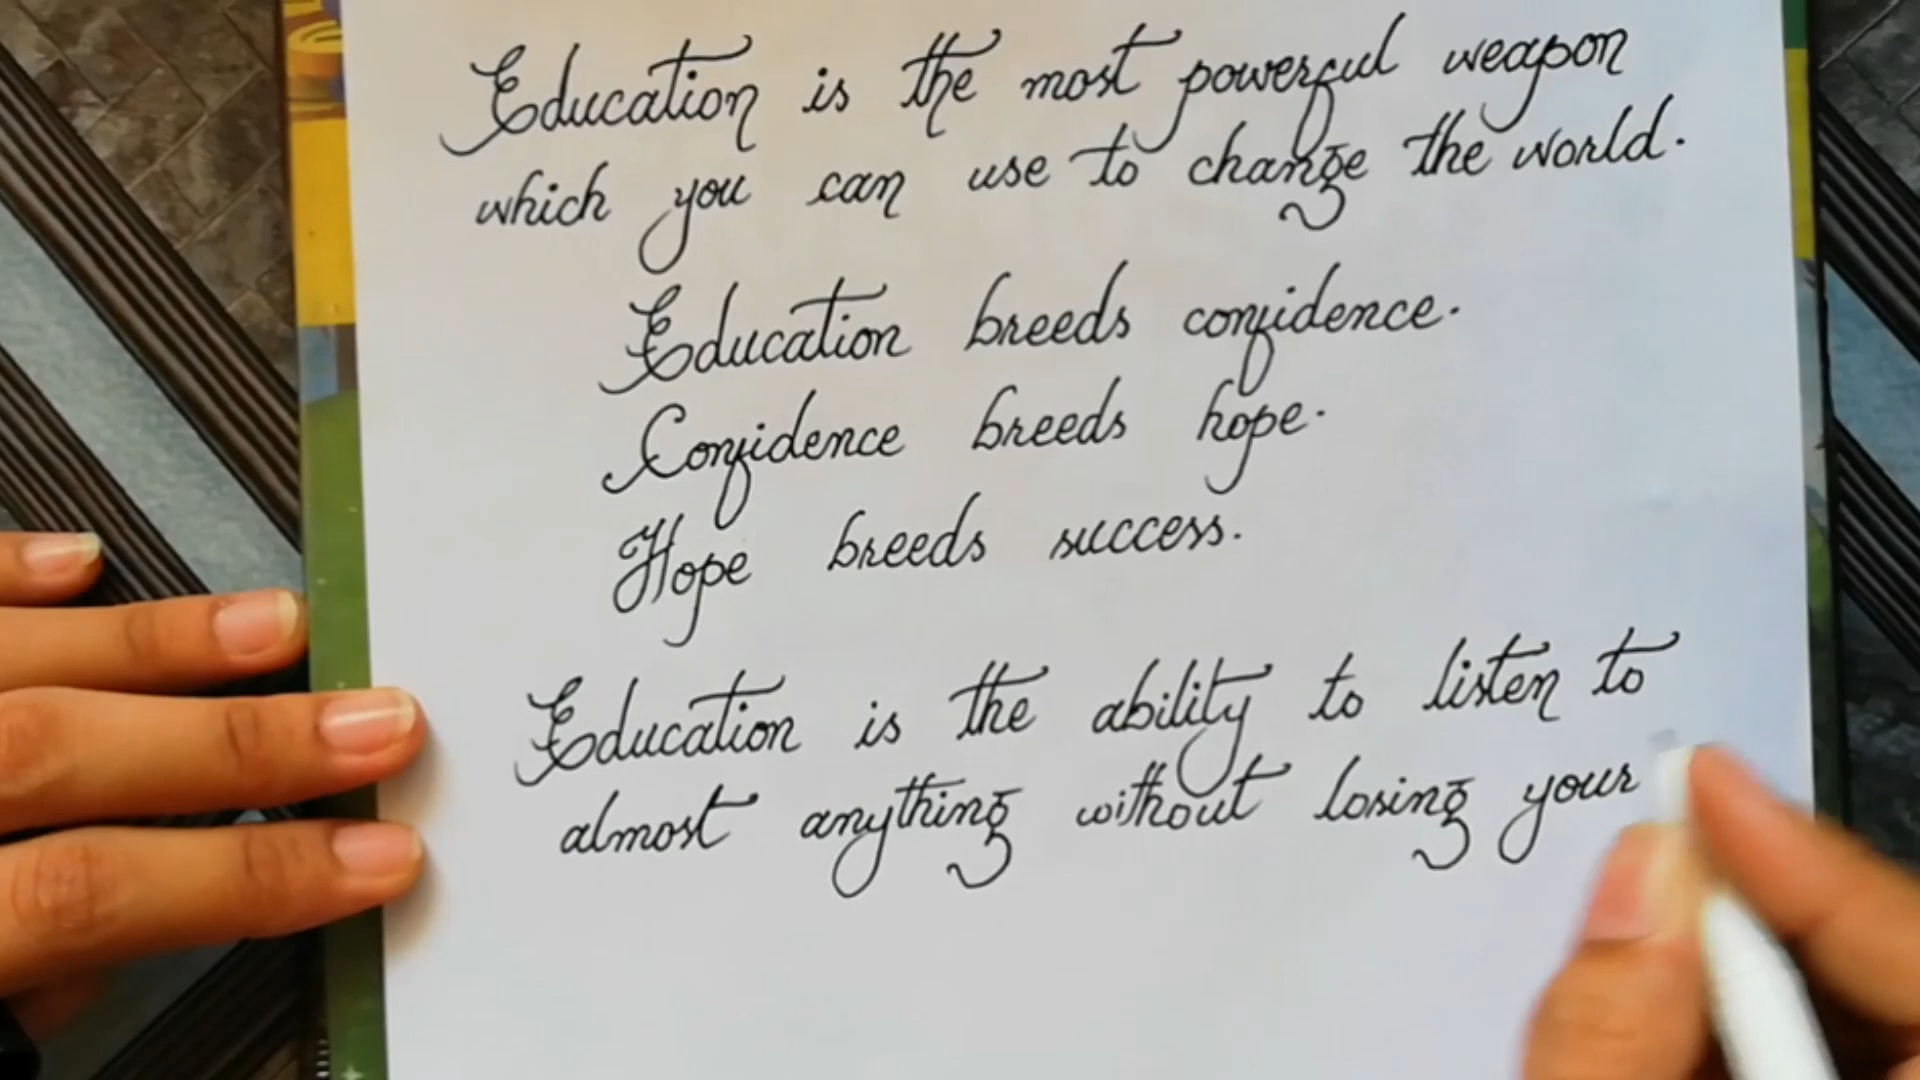 Education is the most powerful weapon
which you can use to change the world.
Education breeds confidence.
Confidence breeds hope.
Hope breeds success.
Education is the ability to listen to
almost anything without losing your